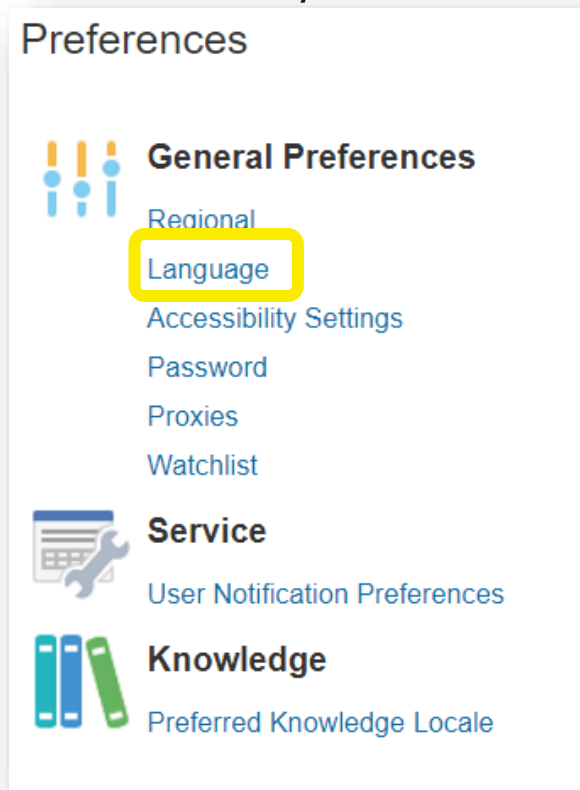 Preferences
General Preferences
Regional
Language
Accessibility Settings
Password
Proxies
Watchlist
Service
User Notification Preferences
Knowledge
Preferred Knowledge Locale